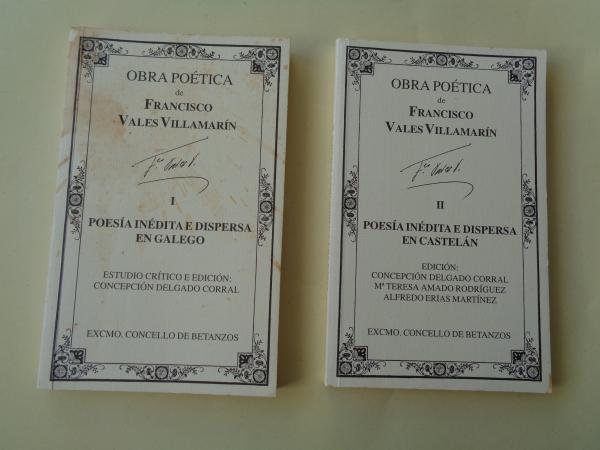 OBRA POÉTICA
de
FRANCISCO
VALES VILLAMARÍN
I
POESÍA INÉDITA E DISPERSA
EN GALEGO
ESTUDIO CRÍTICO E EDICIÓN:
CONCEPCIÓN DELGADO CORRAL
EXCMO. CONCELLO DE BETANZOS
OBRA POÉTICA
de
FRANCISCO
VALES VILLAMARÍN
II
POESÍA INÉDITA E DISPERSA
EN CASTELÁN
EDICIÓN:
CONCEPCIÓN DELGADO CORRAL
Mª TERESA AMADO RODRÍGUEZ
ALFREDO ERIAS MARTÍNEZ
EXCMO. CONCELLO DE BETANZOS